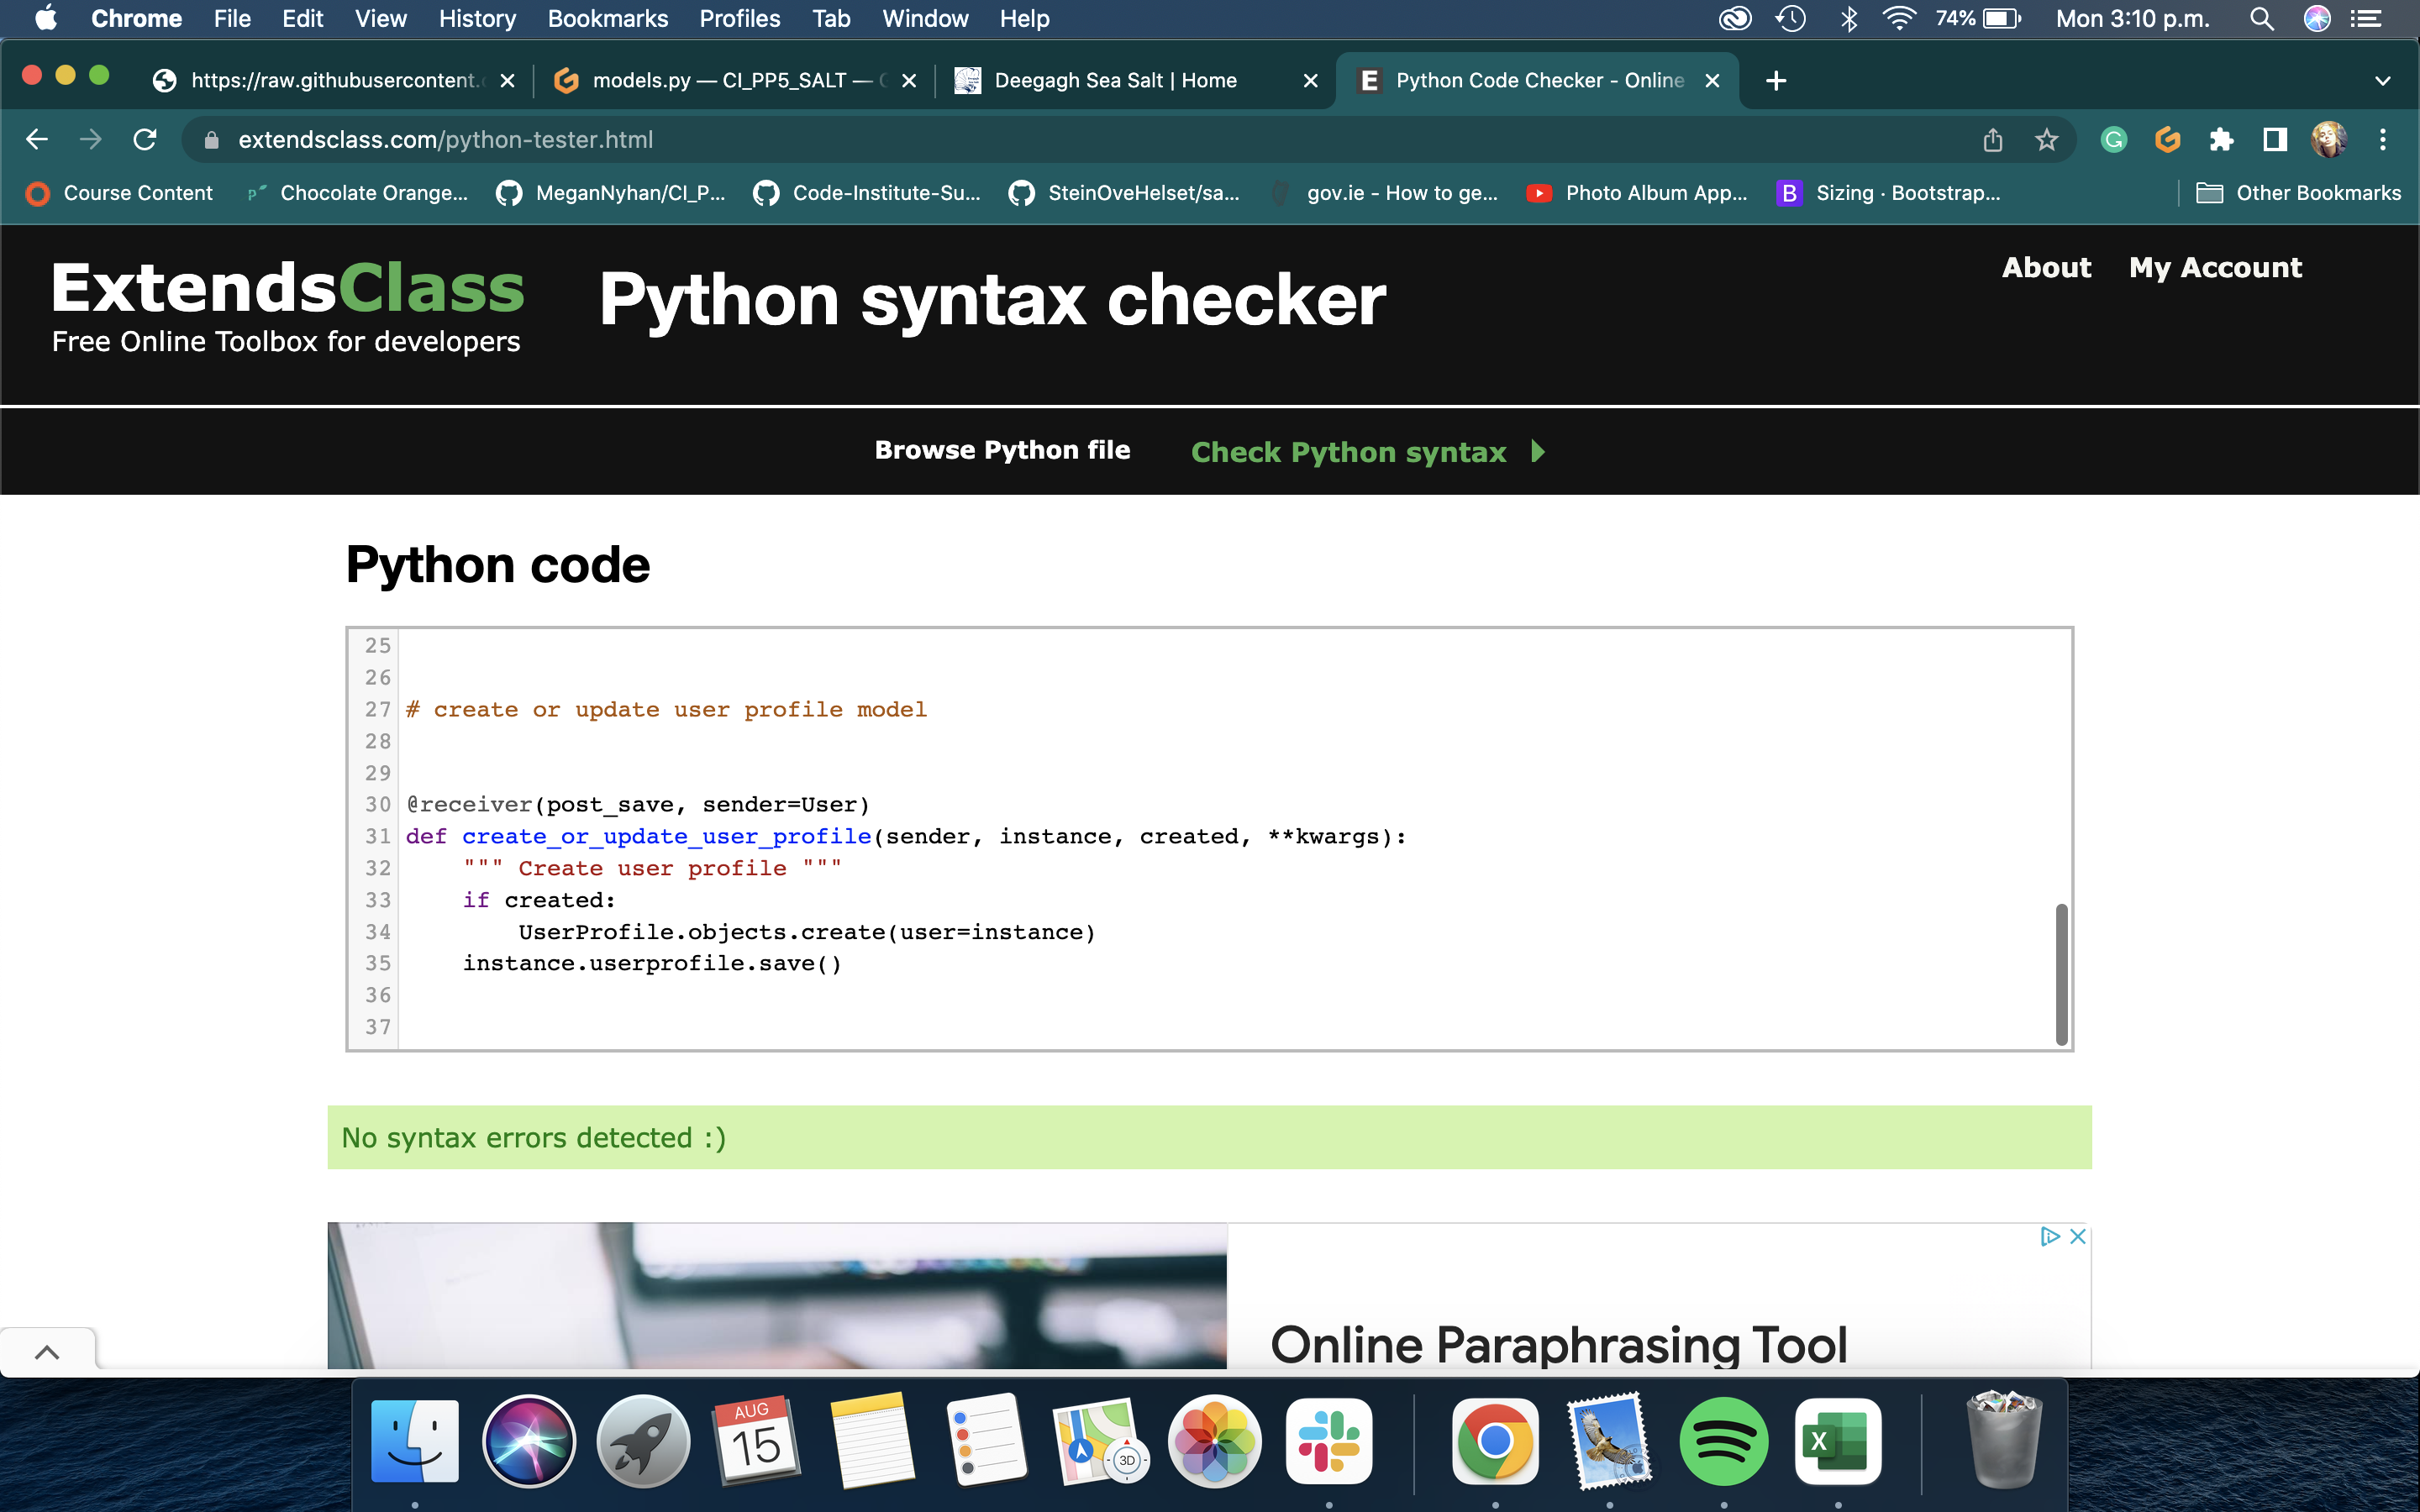 Chrome File Edit View History Bookmarks Profiles Tab Window Help 74% Mon 3:10 p.m.
https://raw.githubusercontent.c models.py — CI_PP5_SALT — Deegagh Sea Salt | Home Python Code Checker - Online
extendsclass.com/python-tester.html
Course Content Chocolate Orange... MeganNyhan/CI_P... Code-Institute-Su... SteinOveHelset/sa... gov.ie - How to ge... Photo Album App... Sizing · Bootstrap... Other Bookmarks
ExtendsClass Python syntax checker About My Account
Free Online Toolbox for developers
Browse Python file Check Python syntax
Python code
25
26
27 # create or update user profile model
28
29
30 @receiver(post_save, sender=User)
31 def create_or_update_user_profile(sender, instance, created, **kwargs):
32     """ Create user profile """
33     if created:
34         UserProfile.objects.create(user=instance)
35     instance.userprofile.save()
36
37
No syntax errors detected :)
Online Paraphrasing Tool
AUG
15
3D
X